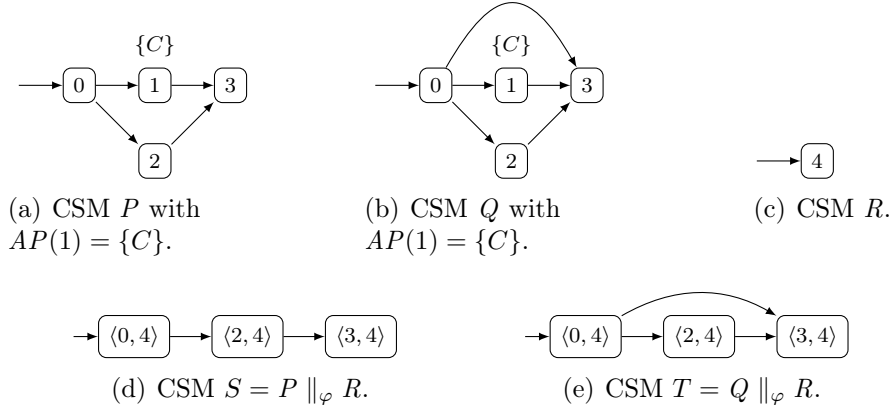 {C}
0 1 3
2
(a) CSM P with
AP(1) = {C}.
{C}
0 1 3
2
(b) CSM Q with
AP(1) = {C}.
4
(c) CSM R.
⟨0, 4⟩ ⟨2, 4⟩ ⟨3, 4⟩
(d) CSM S = P ∥φ R.
⟨0, 4⟩ ⟨2, 4⟩ ⟨3, 4⟩
(e) CSM T = Q ∥φ R.